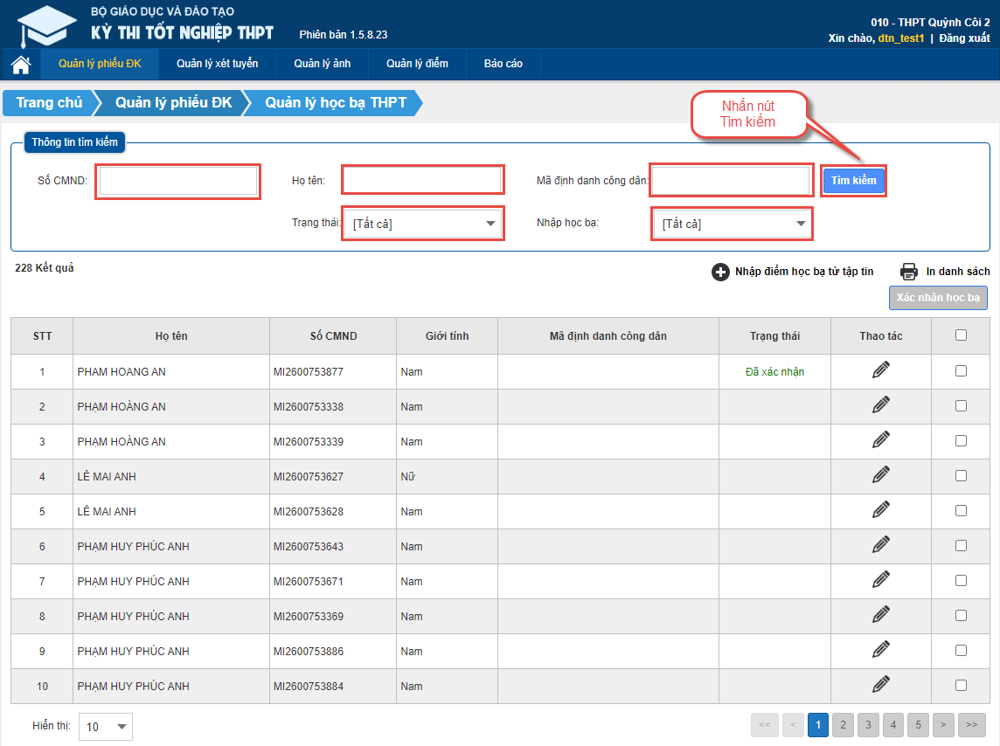 BỘ GIÁO DỤC VÀ ĐÀO TẠO
KỲ THI TỐT NGHIỆP THPT
Phiên bản 1.5.8.23
010 - THPT Quỳnh Côi 2
Xin chào, dtn_test1 | Đăng xuất
Quản lý phiếu ĐK Quản lý xét tuyển Quản lý ảnh Quản lý điểm Báo cáo
Trang chủ Quản lý phiếu ĐK Quản lý học bạ THPT
Nhấn nút
Tìm kiếm
Thông tin tìm kiếm
Số CMND: Họ tên: Mã định danh công dân: Tìm kiếm
Trạng thái: [Tất cả] Nhập học bạ: [Tất cả]
228 Kết quả
Nhập điểm học bạ từ tập tin In danh sách
Xác nhận học bạ
STT Họ tên Số CMND Giới tính Mã định danh công dân Trạng thái Thao tác
1 PHAM HOANG AN MI2600753877 Nam Đã xác nhận
2 PHẠM HOÀNG AN MI2600753338 Nam
3 PHẠM HOÀNG AN MI2600753339 Nam
4 LÊ MAI ANH MI2600753627 Nữ
5 LÊ MAI ANH MI2600753628 Nam
6 PHẠM HUY PHÚC ANH MI2600753643 Nam
7 PHẠM HUY PHÚC ANH MI2600753671 Nam
8 PHẠM HUY PHÚC ANH MI2600753369 Nam
9 PHẠM HUY PHÚC ANH MI2600753886 Nam
10 PHẠM HUY PHÚC ANH MI2600753884 Nam
Hiển thị: 10 << < 1 2 3 4 5 > >>